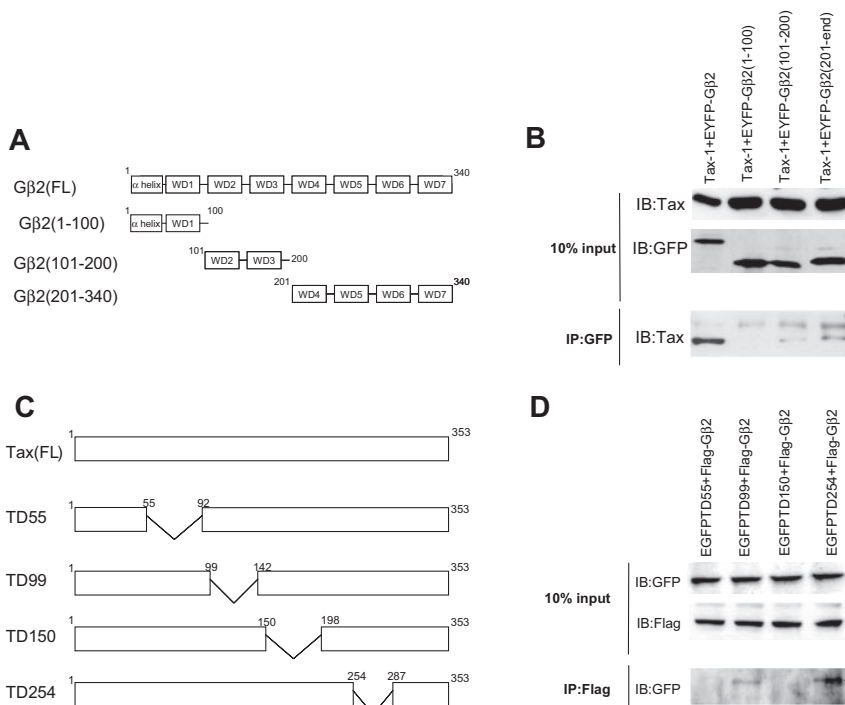 A
Gβ2(FL)
1
α helix WD1 WD2 WD3 WD4 WD5 WD6 WD7
340
Gβ2(1-100)
1
α helix WD1
100
Gβ2(101-200)
101
WD2 WD3
200
Gβ2(201-340)
201
WD4 WD5 WD6 WD7
340
B
Tax-1+EYFP-Gβ2
Tax-1+EYFP-Gβ2(1-100)
Tax-1+EYFP-Gβ2(101-200)
Tax-1+EYFP-Gβ2(201-end)
10% input
IB:Tax
IB:GFP
IP:GFP
IB:Tax
C
Tax(FL)
1 353
TD55
1 55 92 353
TD99
1 99 142 353
TD150
1 150 198 353
TD254
1 254 287 353
D
EGFPTD55+Flag-Gβ2
EGFPTD99+Flag-Gβ2
EGFPTD150+Flag-Gβ2
EGFPTD254+Flag-Gβ2
10% input
IB:GFP
IB:Flag
IP:Flag
IB:GFP